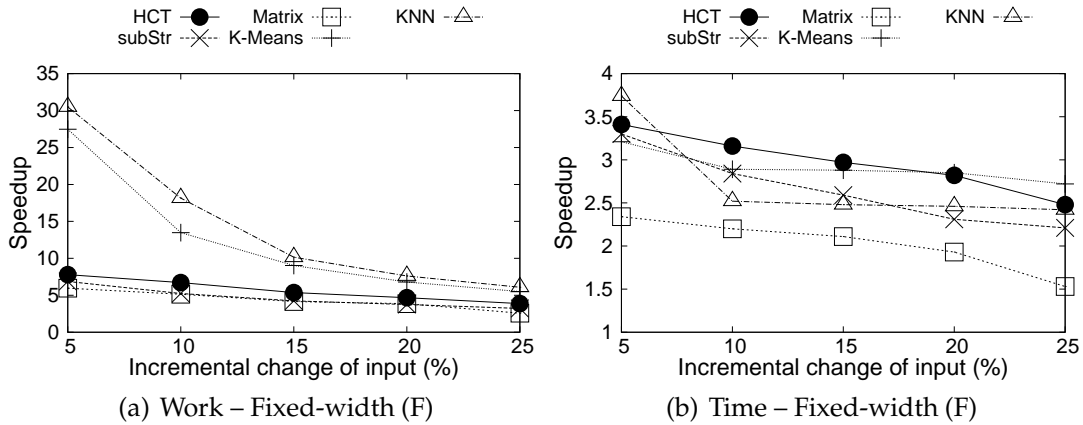 HCT Matrix KNN
subStr K-Means
35
30
25
20
15
10
5
0
Speedup
5 10 15 20 25
Incremental change of input (%)
(a) Work – Fixed-width (F)
HCT Matrix KNN
subStr K-Means
4
3.5
3
2.5
2
1.5
1
Speedup
5 10 15 20 25
Incremental change of input (%)
(b) Time – Fixed-width (F)